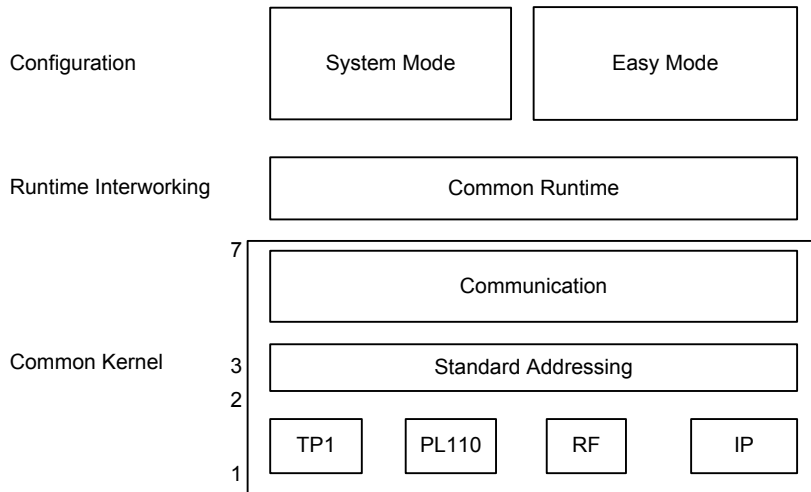 Configuration
System Mode
Easy Mode
Runtime Interworking
Common Runtime
7
Communication
Common Kernel
3
Standard Addressing
2
TP1
PL110
RF
IP
1